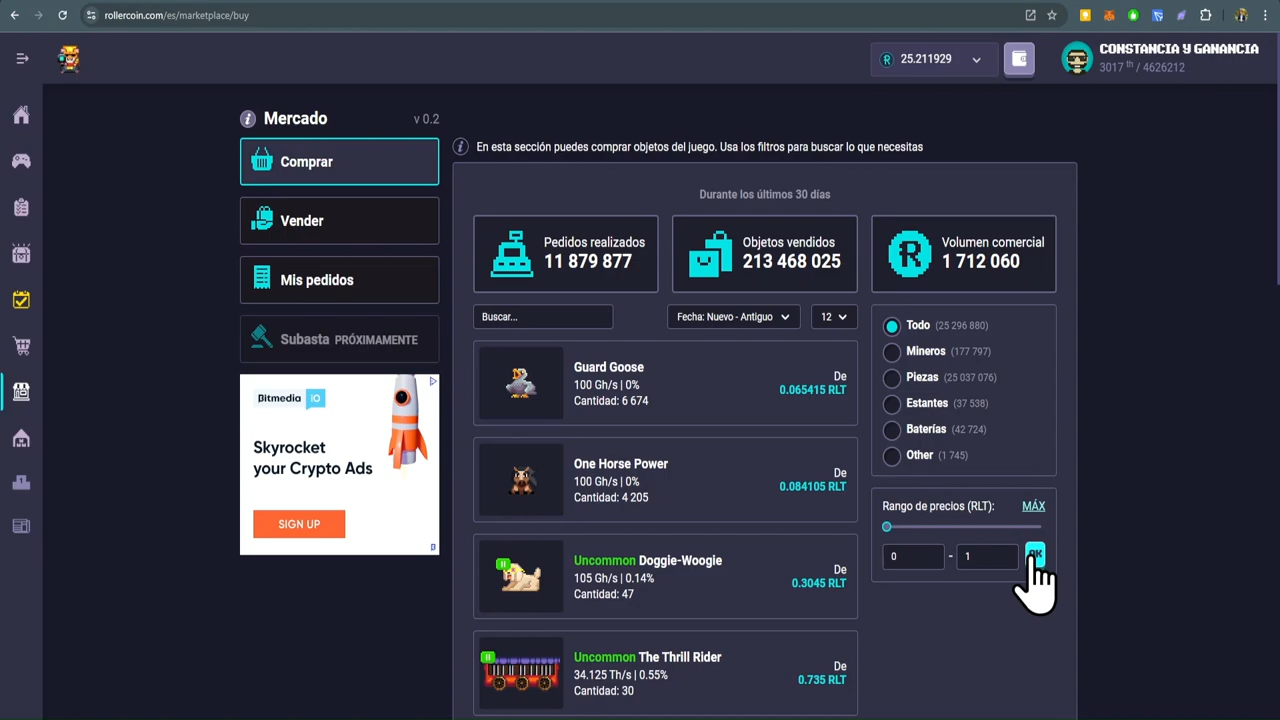 rollercoin.com/es/marketplace/buy
25.211929
CONSTANCIA Y GANANCIA
3017 th / 4626212
Mercado
v 0.2
Comprar
Vender
Mis pedidos
Subasta PRÓXIMAMENTE
Bitmedia IO
Skyrocket
your Crypto Ads
SIGN UP
En esta sección puedes comprar objetos del juego. Usa los filtros para buscar lo que necesitas
Durante los últimos 30 días
Pedidos realizados
11 879 877
Objetos vendidos
213 468 025
Volumen comercial
1 712 060
Buscar...
Fecha: Nuevo - Antiguo
12
Guard Goose
100 Gh/s | 0%
Cantidad: 6 674
De
0.065415 RLT
One Horse Power
100 Gh/s | 0%
Cantidad: 4 205
De
0.084105 RLT
Uncommon Doggie-Woogie
105 Gh/s | 0.14%
Cantidad: 47
De
0.3045 RLT
Uncommon The Thrill Rider
34.125 Th/s | 0.55%
Cantidad: 30
De
0.735 RLT
Todo (25 296 880)
Mineros (177 797)
Piezas (25 037 076)
Estantes (37 538)
Baterías (42 724)
Other (1 745)
Rango de precios (RLT):
MÁX
0 - 1
OK